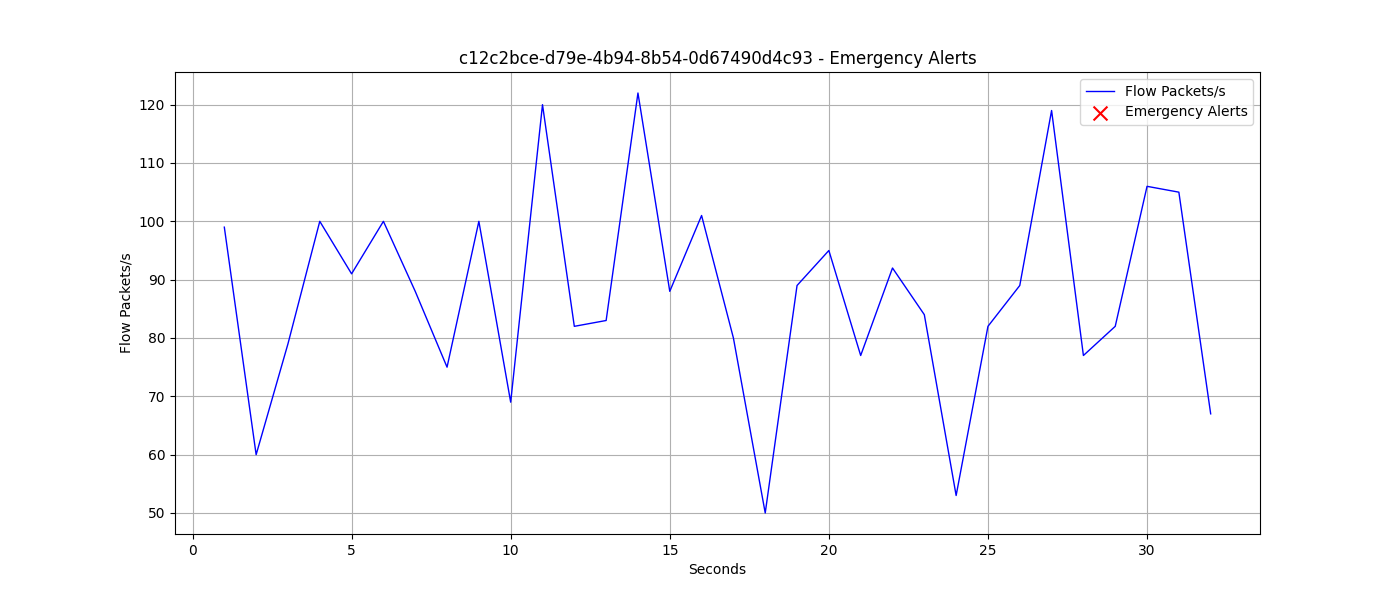 c12c2bce-d79e-4b94-8b54-0d67490d4c93 - Emergency Alerts
Flow Packets/s
Emergency Alerts
120
110
100
90
80
70
60
50
Flow Packets/s
0 5 10 15 20 25 30
Seconds